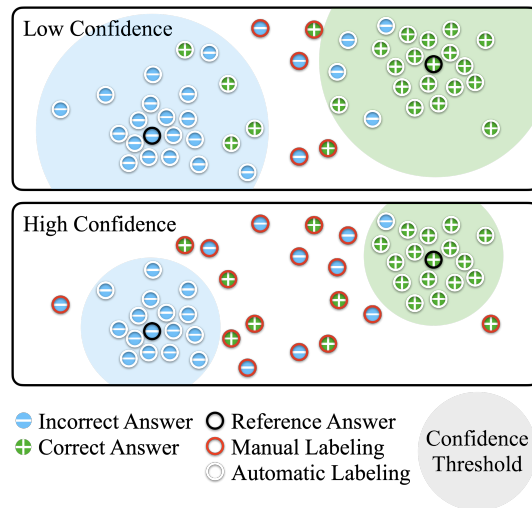 Low Confidence
High Confidence
Incorrect Answer
Correct Answer
Reference Answer
Manual Labeling
Automatic Labeling
Confidence
Threshold